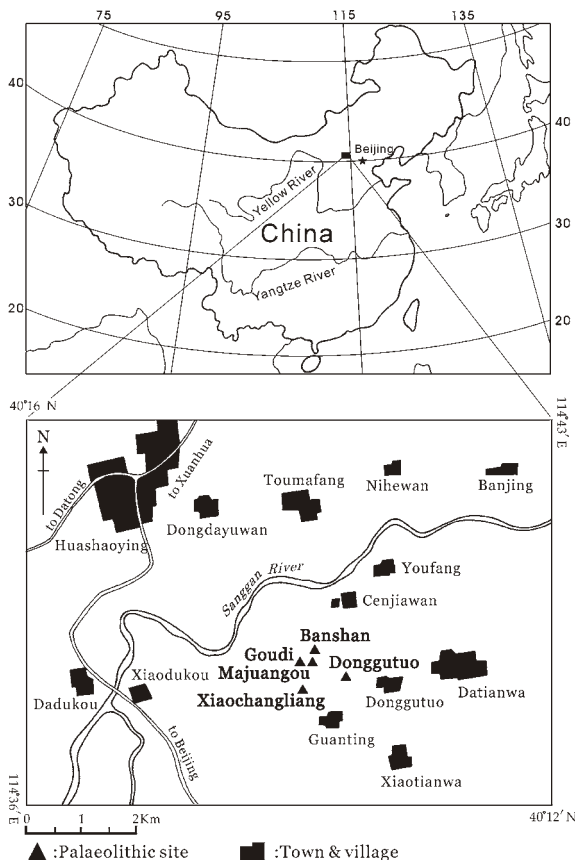 75
95
115
135
40
Beijing
40
Yellow River
30
China
30
Yangtze River
20
20
40°16′ N
114°43′ E
N
to Datong
to Xuanhua
Huashaoying
Dongdayuwan
Toumafang
Nihewan
Banjing
Sanggan River
Youfang
Cenjiawan
Banshan
Goudi
Majuangou
Donggutuo
Xiaochangliang
Xiaodukou
Dadukou
Donggutuo
Datianwa
Guanting
to Beijing
Xiaotianwa
114°36′ E
40°12′ N
0 1 2Km
:Palaeolithic site
:Town & village